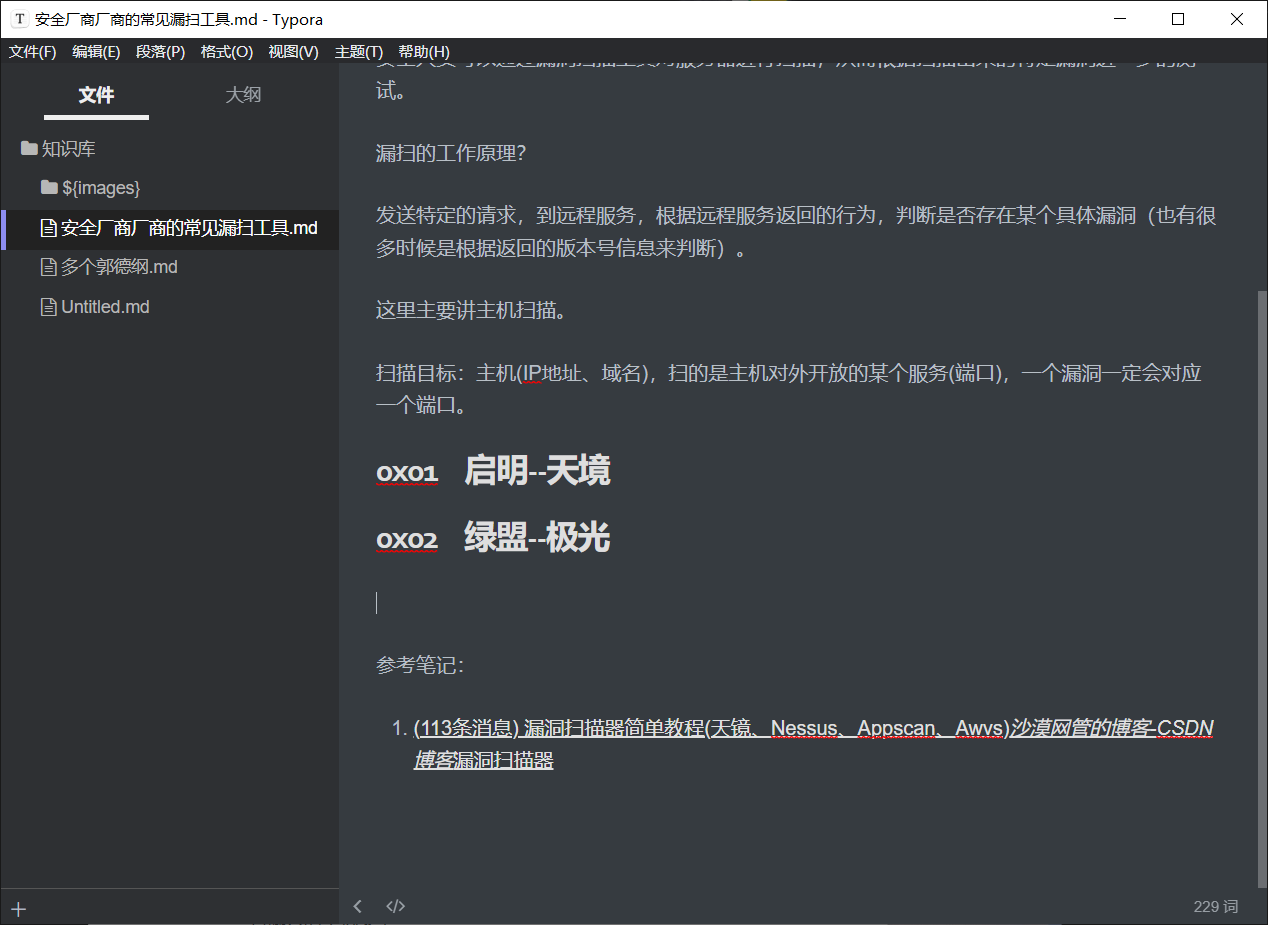 T 安全厂商厂商的常见漏扫工具.md - Typora
文件(F) 编辑(E) 段落(P) 格式(O) 视图(V) 主题(T) 帮助(H)
文件 大纲
知识库
${images}
安全厂商厂商的常见漏扫工具.md
多个郭德纲.md
Untitled.md
试。
漏扫的工作原理？
发送特定的请求，到远程服务，根据远程服务返回的行为，判断是否存在某个具体漏洞（也有很
多时候是根据返回的版本号信息来判断）。
这里主要讲主机扫描。
扫描目标：主机(IP地址、域名)，扫的是主机对外开放的某个服务(端口)，一个漏洞一定会对应
一个端口。
0X01 启明--天境
0X02 绿盟--极光
参考笔记：
1. (113条消息) 漏洞扫描器简单教程(天镜、Nessus、Appscan、Awvs)沙漠网管的博客-CSDN
博客漏洞扫描器
229 词